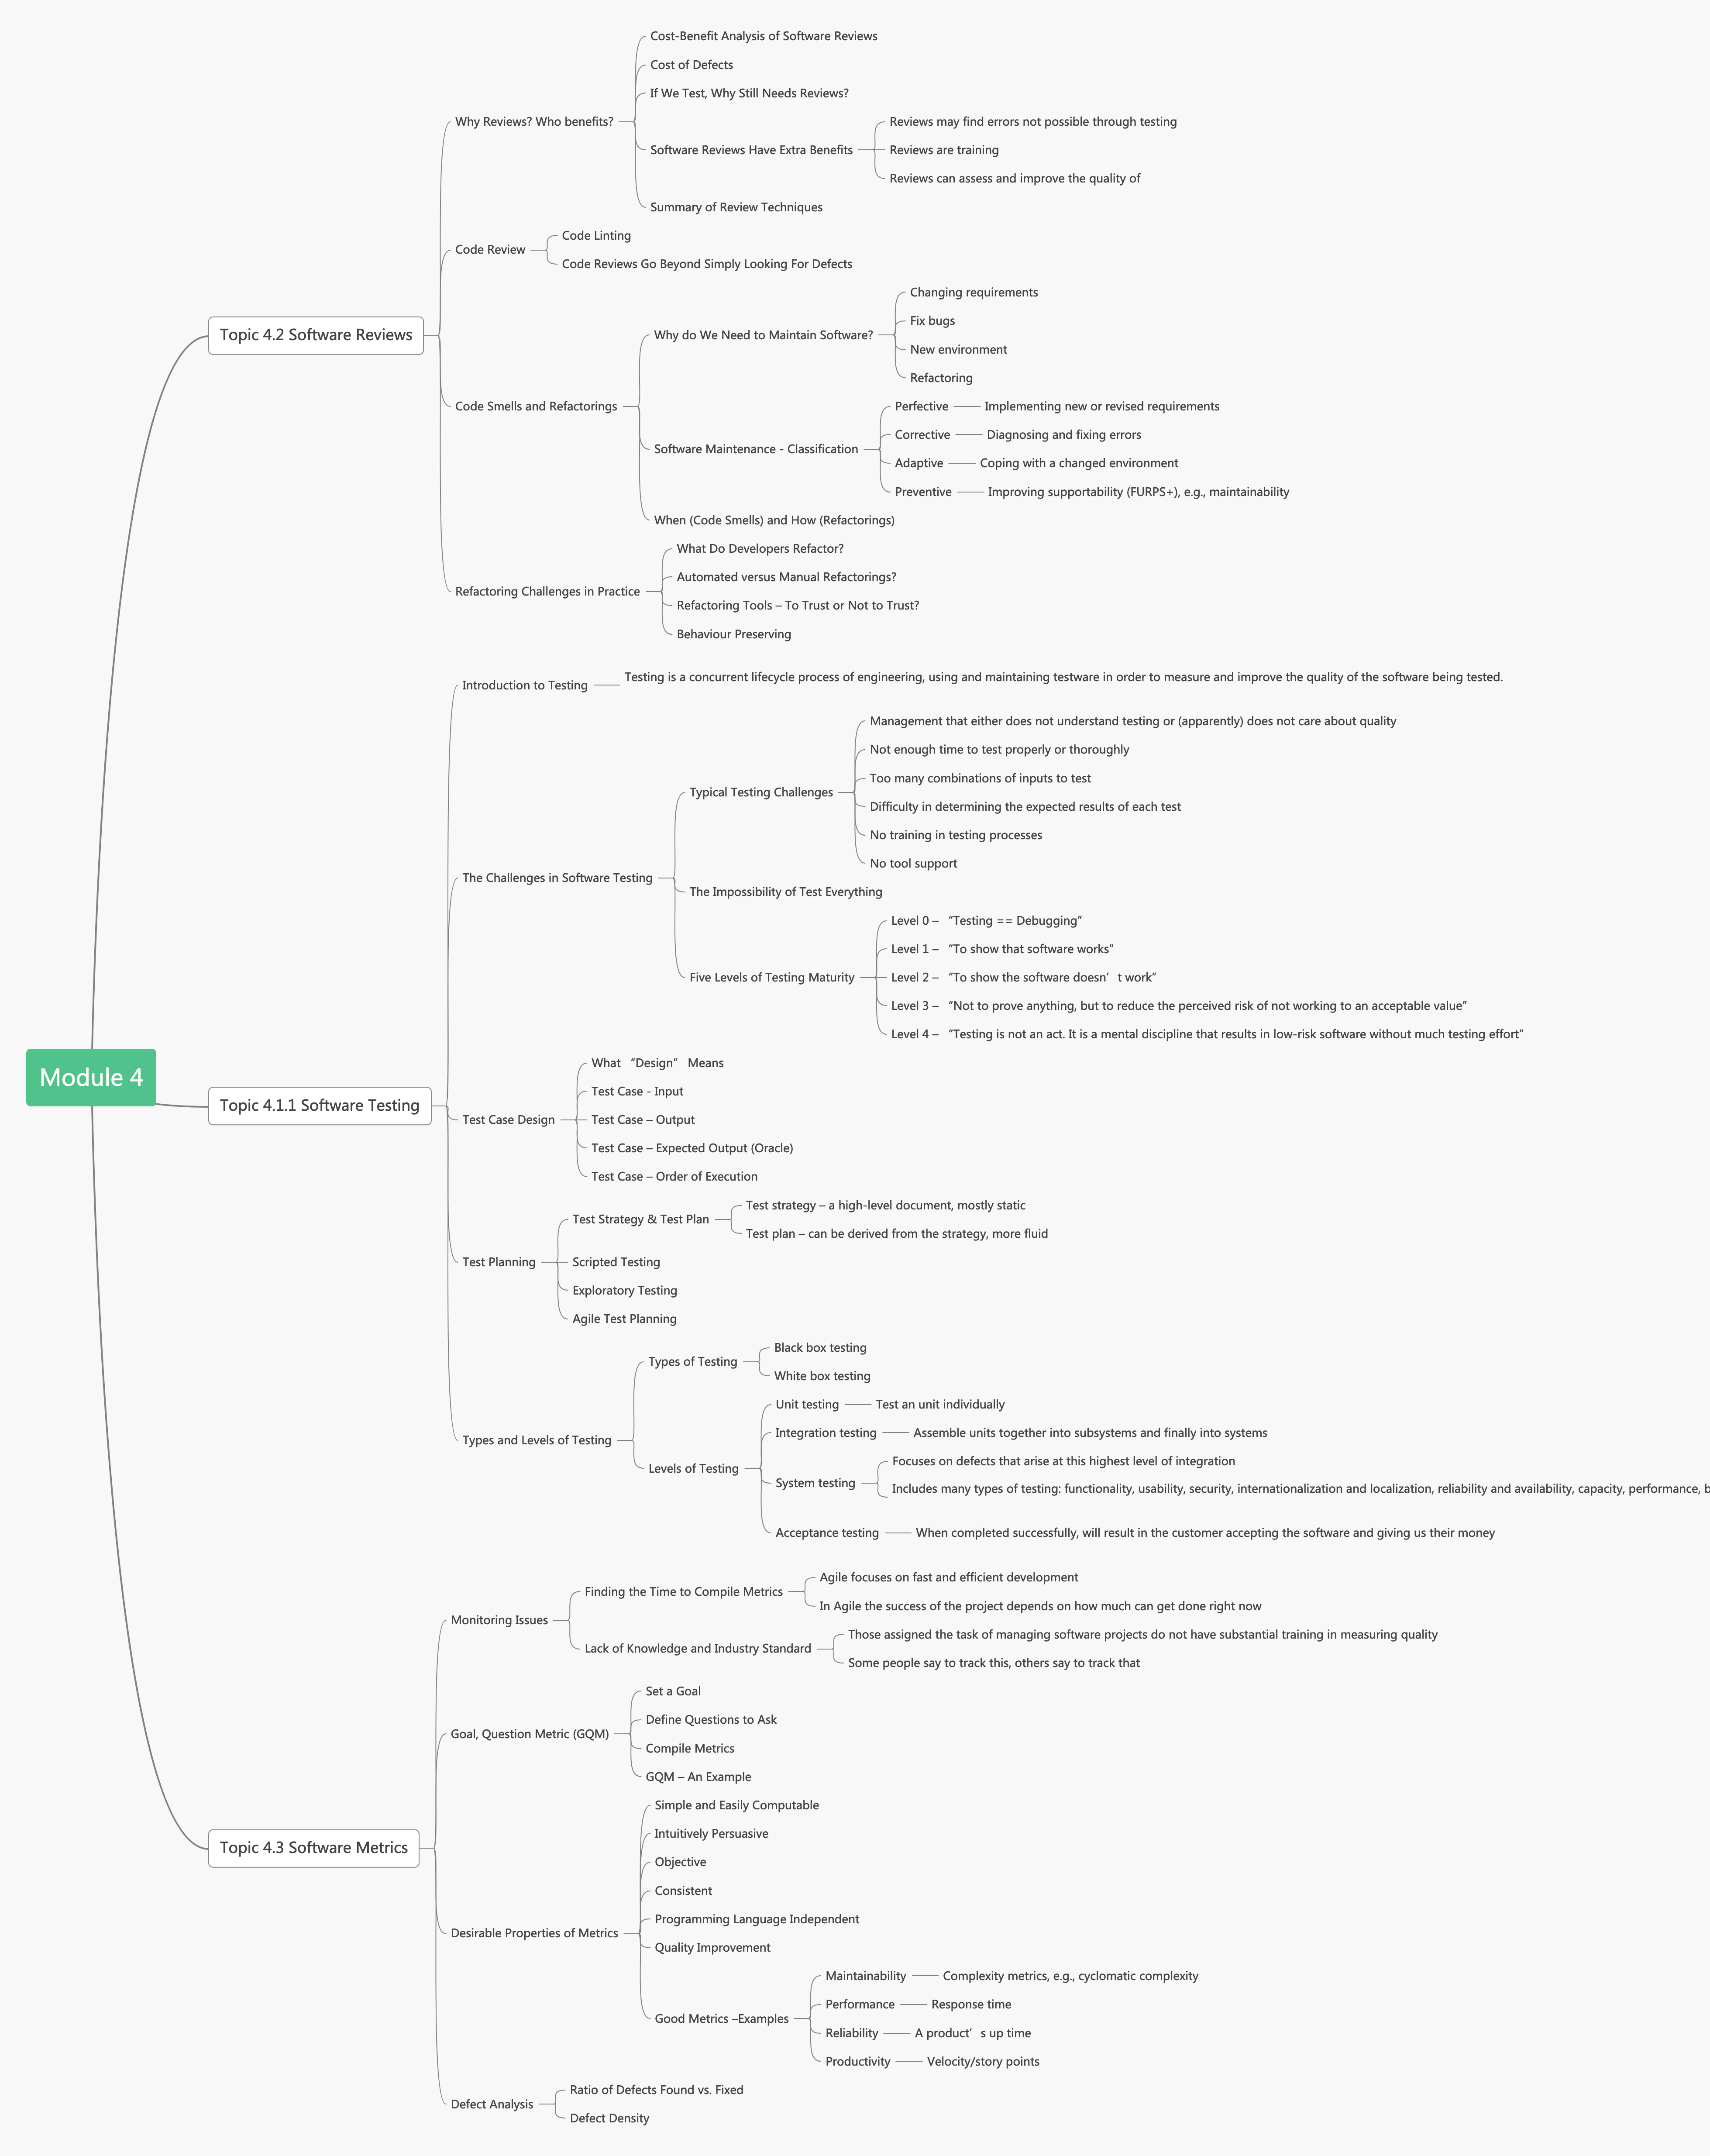 Module 4
Topic 4.2 Software Reviews
Why Reviews? Who benefits?
Cost-Benefit Analysis of Software Reviews
Cost of Defects
If We Test, Why Still Needs Reviews?
Software Reviews Have Extra Benefits
Reviews may find errors not possible through testing
Reviews are training
Reviews can assess and improve the quality of
Summary of Review Techniques
Code Review
Code Linting
Code Reviews Go Beyond Simply Looking For Defects
Code Smells and Refactorings
Why do We Need to Maintain Software?
Changing requirements
Fix bugs
New environment
Refactoring
Software Maintenance - Classification
Perfective
Implementing new or revised requirements
Corrective
Diagnosing and fixing errors
Adaptive
Coping with a changed environment
Preventive
Improving supportability (FURPS+), e.g., maintainability
When (Code Smells) and How (Refactorings)
Refactoring Challenges in Practice
What Do Developers Refactor?
Automated versus Manual Refactorings?
Refactoring Tools – To Trust or Not to Trust?
Behaviour Preserving
Topic 4.1.1 Software Testing
Introduction to Testing
Testing is a concurrent lifecycle process of engineering, using and maintaining testware in order to measure and improve the quality of the software being tested.
The Challenges in Software Testing
Typical Testing Challenges
Management that either does not understand testing or (apparently) does not care about quality
Not enough time to test properly or thoroughly
Too many combinations of inputs to test
Difficulty in determining the expected results of each test
No training in testing processes
No tool support
The Impossibility of Test Everything
Five Levels of Testing Maturity
Level 0 – “Testing == Debugging”
Level 1 – “To show that software works”
Level 2 – “To show the software doesn’t work”
Level 3 – “Not to prove anything, but to reduce the perceived risk of not working to an acceptable value”
Level 4 – “Testing is not an act. It is a mental discipline that results in low-risk software without much testing effort”
Test Case Design
What “Design” Means
Test Case - Input
Test Case – Output
Test Case – Expected Output (Oracle)
Test Case – Order of Execution
Test Planning
Test Strategy & Test Plan
Test strategy – a high-level document, mostly static
Test plan – can be derived from the strategy, more fluid
Scripted Testing
Exploratory Testing
Agile Test Planning
Types and Levels of Testing
Types of Testing
Black box testing
White box testing
Levels of Testing
Unit testing
Test an unit individually
Integration testing
Assemble units together into subsystems and finally into systems
System testing
Focuses on defects that arise at this highest level of integration
Includes many types of testing: functionality, usability, security, internationalization and localization, reliability and availability, capacity, performance, b
Acceptance testing
When completed successfully, will result in the customer accepting the software and giving us their money
Topic 4.3 Software Metrics
Monitoring Issues
Finding the Time to Compile Metrics
Agile focuses on fast and efficient development
In Agile the success of the project depends on how much can get done right now
Lack of Knowledge and Industry Standard
Those assigned the task of managing software projects do not have substantial training in measuring quality
Some people say to track this, others say to track that
Goal, Question Metric (GQM)
Set a Goal
Define Questions to Ask
Compile Metrics
GQM – An Example
Desirable Properties of Metrics
Simple and Easily Computable
Intuitively Persuasive
Objective
Consistent
Programming Language Independent
Quality Improvement
Good Metrics –Examples
Maintainability
Complexity metrics, e.g., cyclomatic complexity
Performance
Response time
Reliability
A product’s up time
Productivity
Velocity/story points
Defect Analysis
Ratio of Defects Found vs. Fixed
Defect Density